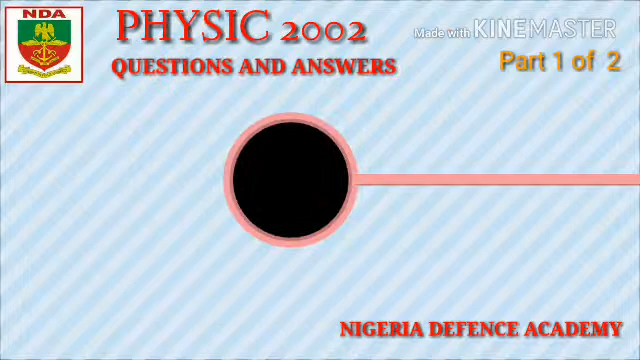 NDA
PHYSIC 2002
Made with KINEMASTER
QUESTIONS AND ANSWERS
Part 1 of 2
NIGERIA DEFENCE ACADEMY